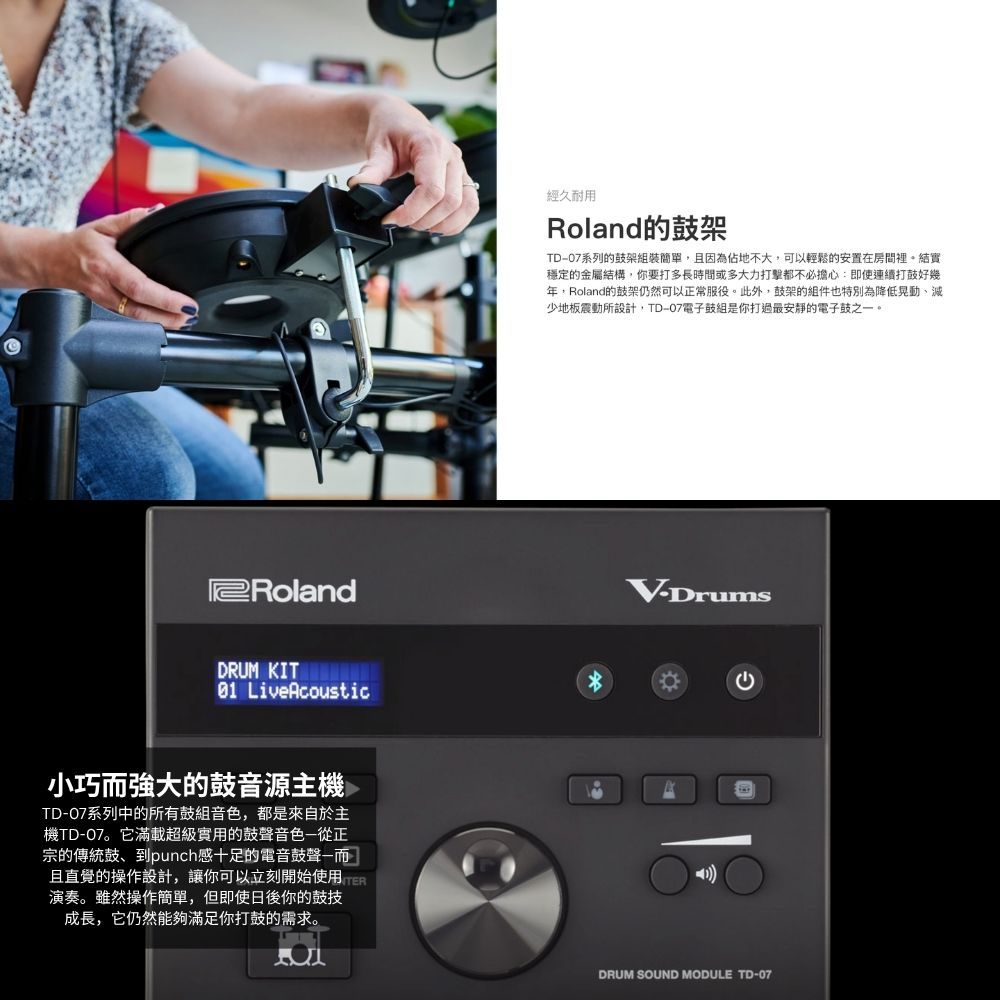 經久耐用
Roland的鼓架
TD-07系列的鼓架組裝簡單，且因為佔地不大，可以輕鬆的安置在房間裡。結實
穩定的金屬結構，你要打多長時間或多大力打擊都不必擔心：即使連續打鼓好幾
年，Roland的鼓架仍然可以正常服役。此外，鼓架的組件也特別為降低晃動、減
少地板震動所設計，TD-07電子鼓組是你打過最安靜的電子鼓之一。
Roland
V-Drums
DRUM KIT
01 LiveAcoustic
小巧而強大的鼓音源主機
TD-07系列中的所有鼓組音色，都是來自於主
機TD-07。它滿載超級實用的鼓聲音色—從正
宗的傳統鼓、到punch感十足的電音鼓聲—而
且直覺的操作設計，讓你可以立刻開始使用
演奏。雖然操作簡單，但即使日後你的鼓技
成長，它仍然能夠滿足你打鼓的需求。
ENTER
DRUM SOUND MODULE TD-07